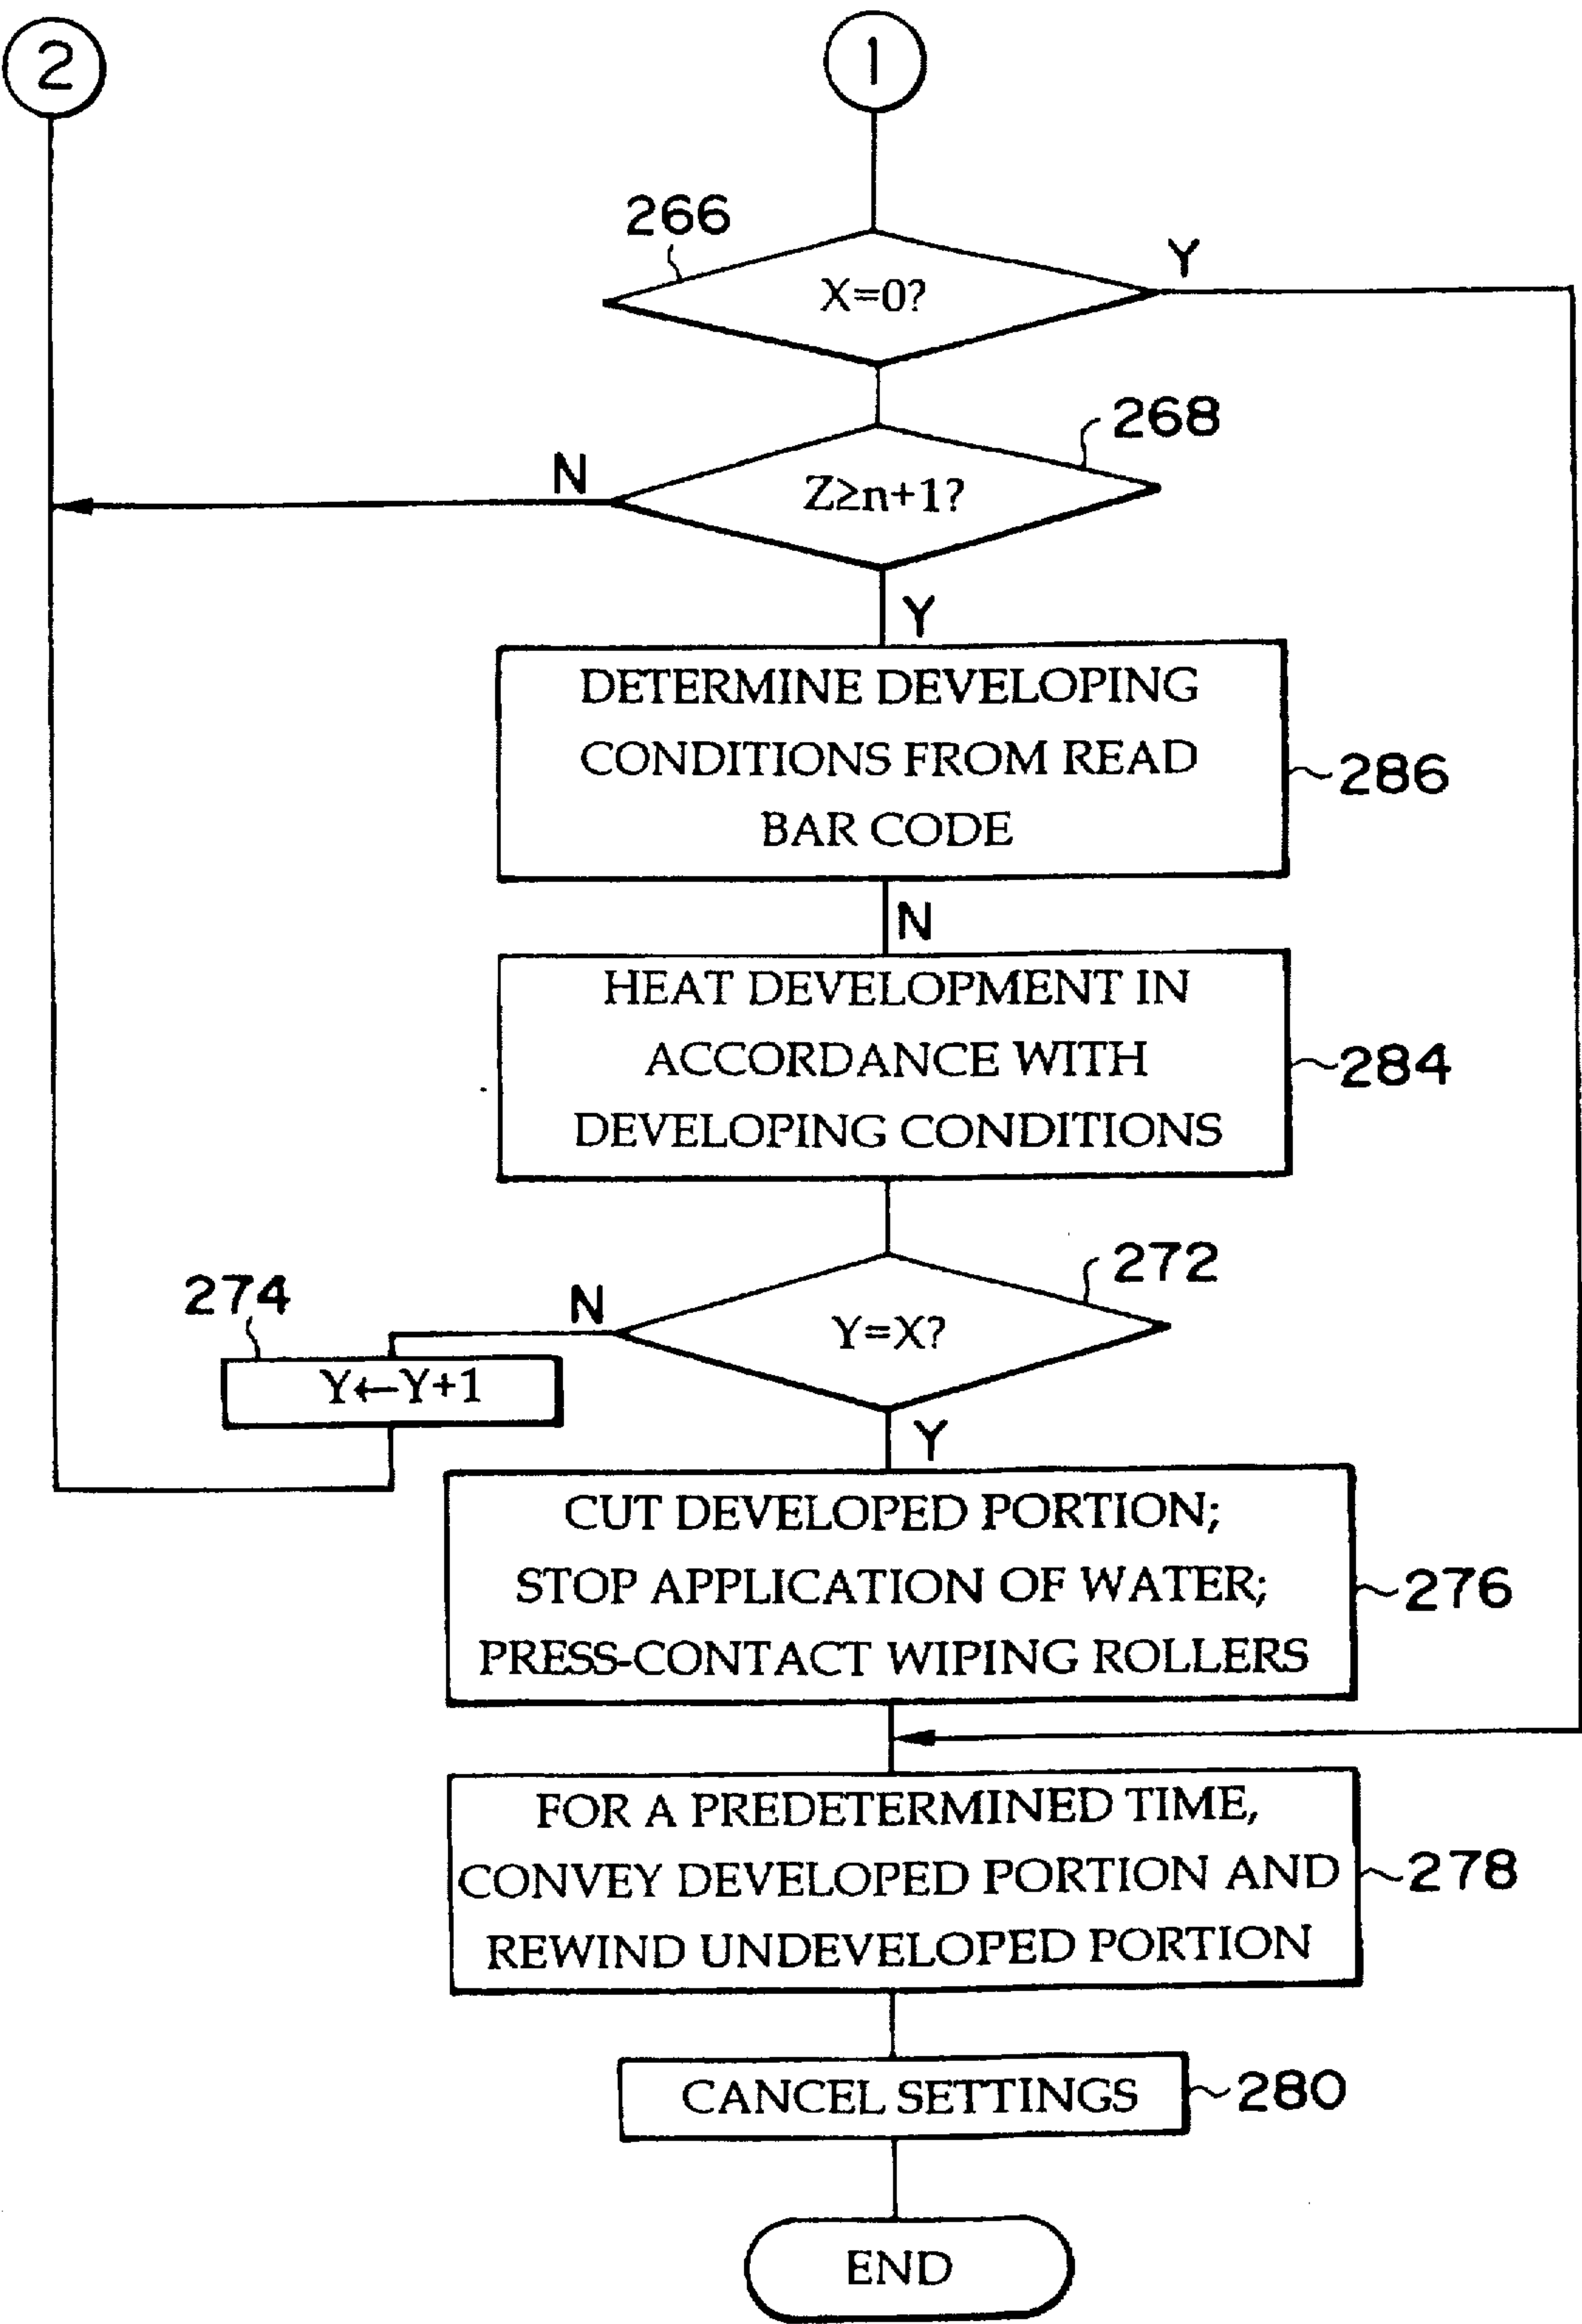 2
1
266
X=0?
Y
268
Z≥n+1?
N
Y
DETERMINE DEVELOPING
CONDITIONS FROM READ
BAR CODE
286
N
HEAT DEVELOPMENT IN
ACCORDANCE WITH
DEVELOPING CONDITIONS
284
272
Y=X?
N
274
Y←Y+1
Y
CUT DEVELOPED PORTION;
STOP APPLICATION OF WATER;
PRESS-CONTACT WIPING ROLLERS
276
FOR A PREDETERMINED TIME,
CONVEY DEVELOPED PORTION AND
REWIND UNDEVELOPED PORTION
278
CANCEL SETTINGS
280
END